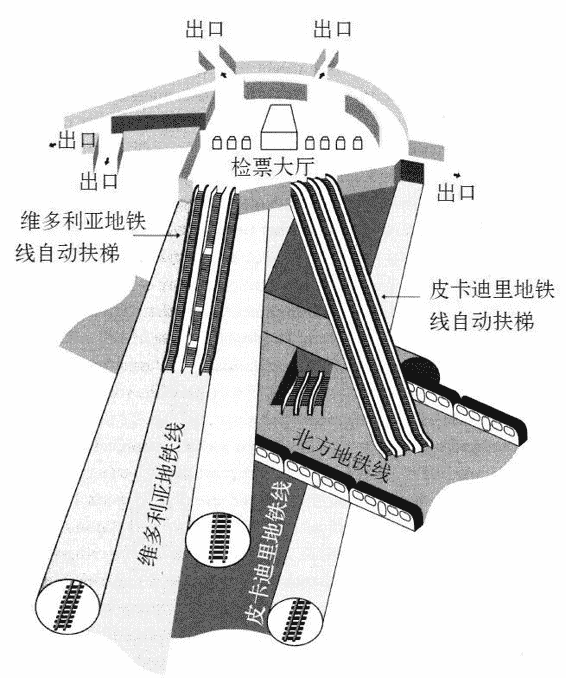 出口
出口
出口
出口
检票大厅
出口
维多利亚地铁
线自动扶梯
皮卡迪里地铁
线自动扶梯
北方地铁线
维多利亚地铁线
皮卡迪里地铁线